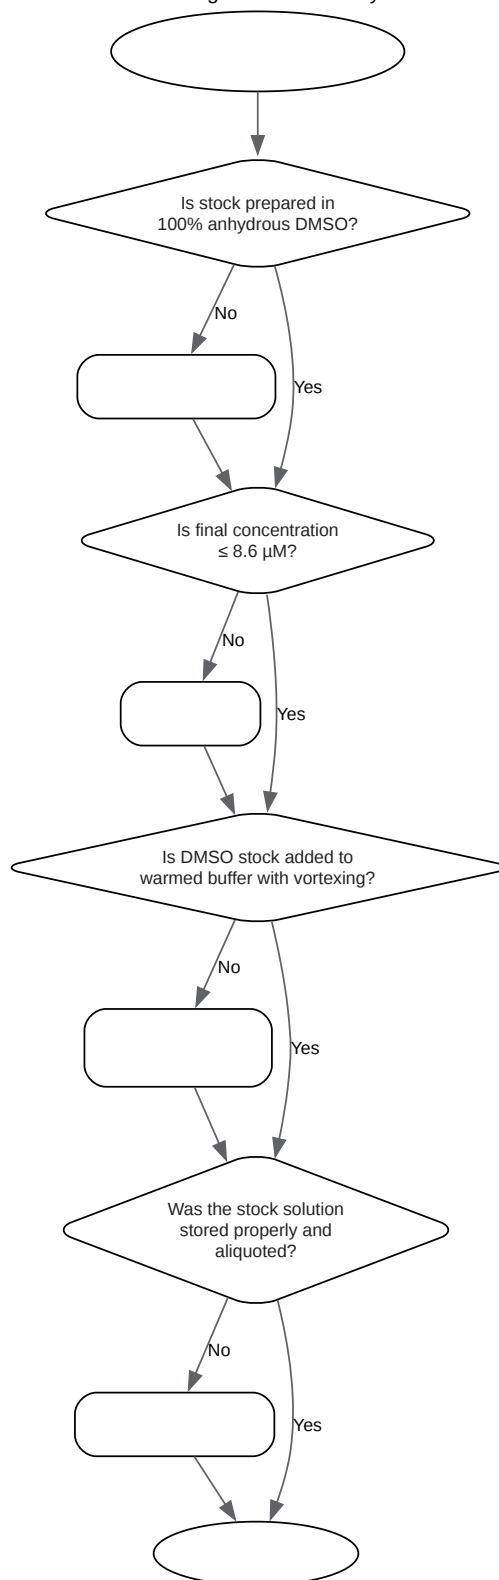 Is stock prepared in
100% anhydrous DMSO?
No
Yes
Is final concentration
≤ 8.6 µM?
No
Yes
Is DMSO stock added to
warmed buffer with vortexing?
No
Yes
Was the stock solution
stored properly and
aliquoted?
No
Yes